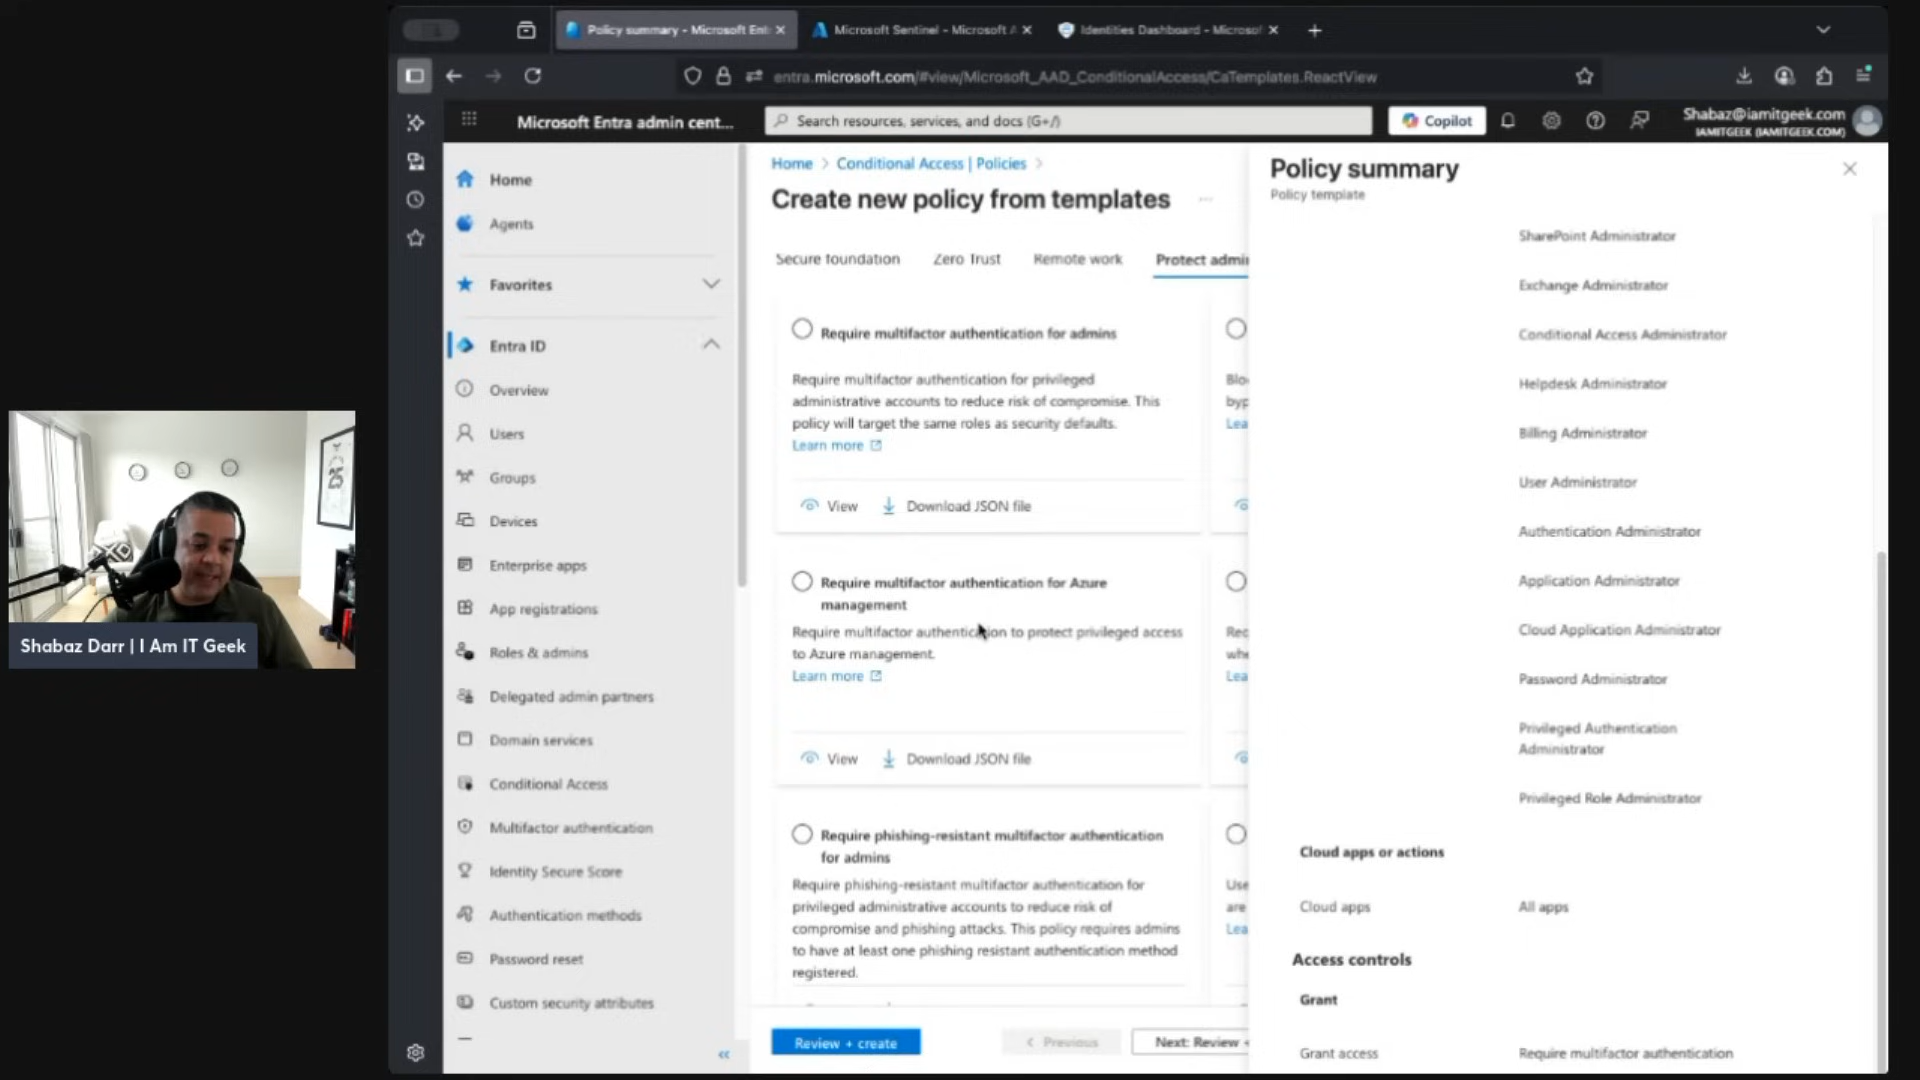 Policy summary - Microsoft Ent
Microsoft Sentinel - Microsoft A
Identities Dashboard - Microsof
entra.microsoft.com/#view/Microsoft_AAD_ConditionalAccess/CaTemplates.ReactView
Microsoft Entra admin cent...
Search resources, services, and docs (G+/)
Copilot
Shabaz@iamitgeek.com
IAMITGEEK (IAMITGEEK.COM)
Home
Agents
Favorites
Entra ID
Overview
Users
Groups
Devices
Enterprise apps
App registrations
Roles & admins
Delegated admin partners
Domain services
Conditional Access
Multifactor authentication
Identity Secure Score
Authentication methods
Password reset
Custom security attributes
Home > Conditional Access | Policies >
Create new policy from templates ...
Secure foundation Zero Trust Remote work Protect admi
Require multifactor authentication for admins
Require multifactor authentication for privileged
administrative accounts to reduce risk of compromise. This
policy will target the same roles as security defaults.
Learn more
View Download JSON file
Blo
byp
Lea
Require multifactor authentication for Azure
management
Require multifactor authentication to protect privileged access
to Azure management.
Learn more
View Download JSON file
Rec
whe
Lea
Require phishing-resistant multifactor authentication
for admins
Require phishing-resistant multifactor authentication for
privileged administrative accounts to reduce risk of
compromise and phishing attacks. This policy requires admins
to have at least one phishing resistant authentication method
registered.
Use
are
Lea
Review + create
< Previous
Next: Review +
Policy summary
Policy template
SharePoint Administrator
Exchange Administrator
Conditional Access Administrator
Helpdesk Administrator
Billing Administrator
User Administrator
Authentication Administrator
Application Administrator
Cloud Application Administrator
Password Administrator
Privileged Authentication
Administrator
Privileged Role Administrator
Cloud apps or actions
Cloud apps All apps
Access controls
Grant
Grant access Require multifactor authentication
25
Shabaz Darr | I Am IT Geek